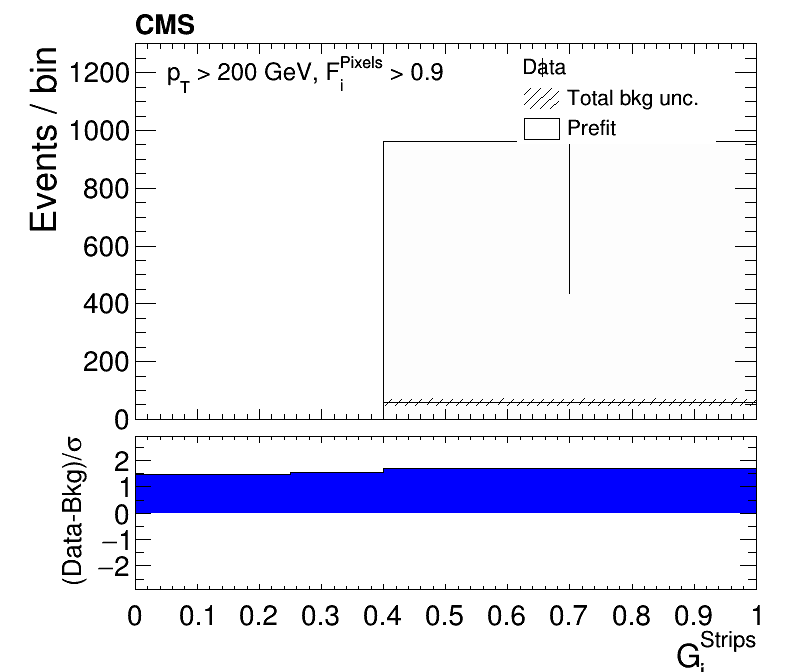 CMS
p_T > 200 GeV, F_i^Pixels > 0.9
Data
Total bkg unc.
Prefit
Events / bin
1200
1000
800
600
400
200
0
(Data-Bkg)/σ
2
1
0
−1
−2
0 0.1 0.2 0.3 0.4 0.5 0.6 0.7 0.8 0.9 1
G_i^Strips